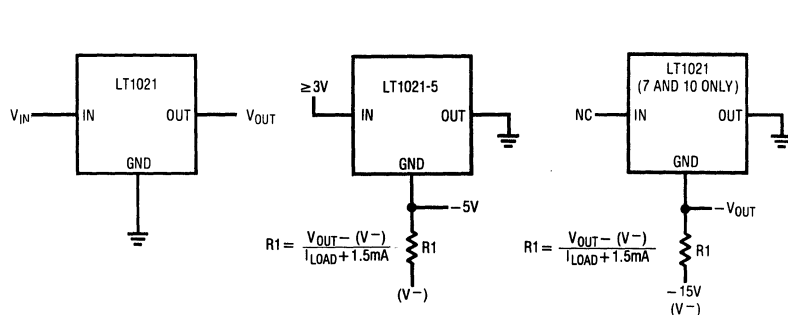 LT1021
V_IN
IN
OUT
V_OUT
GND
≥3V
LT1021-5
IN
OUT
GND
−5V
R1 = V_OUT − (V−) / I_LOAD + 1.5mA
R1
(V−)
LT1021
(7 AND 10 ONLY)
NC
IN
OUT
GND
−V_OUT
R1 = V_OUT − (V−) / I_LOAD + 1.5mA
R1
−15V
(V−)